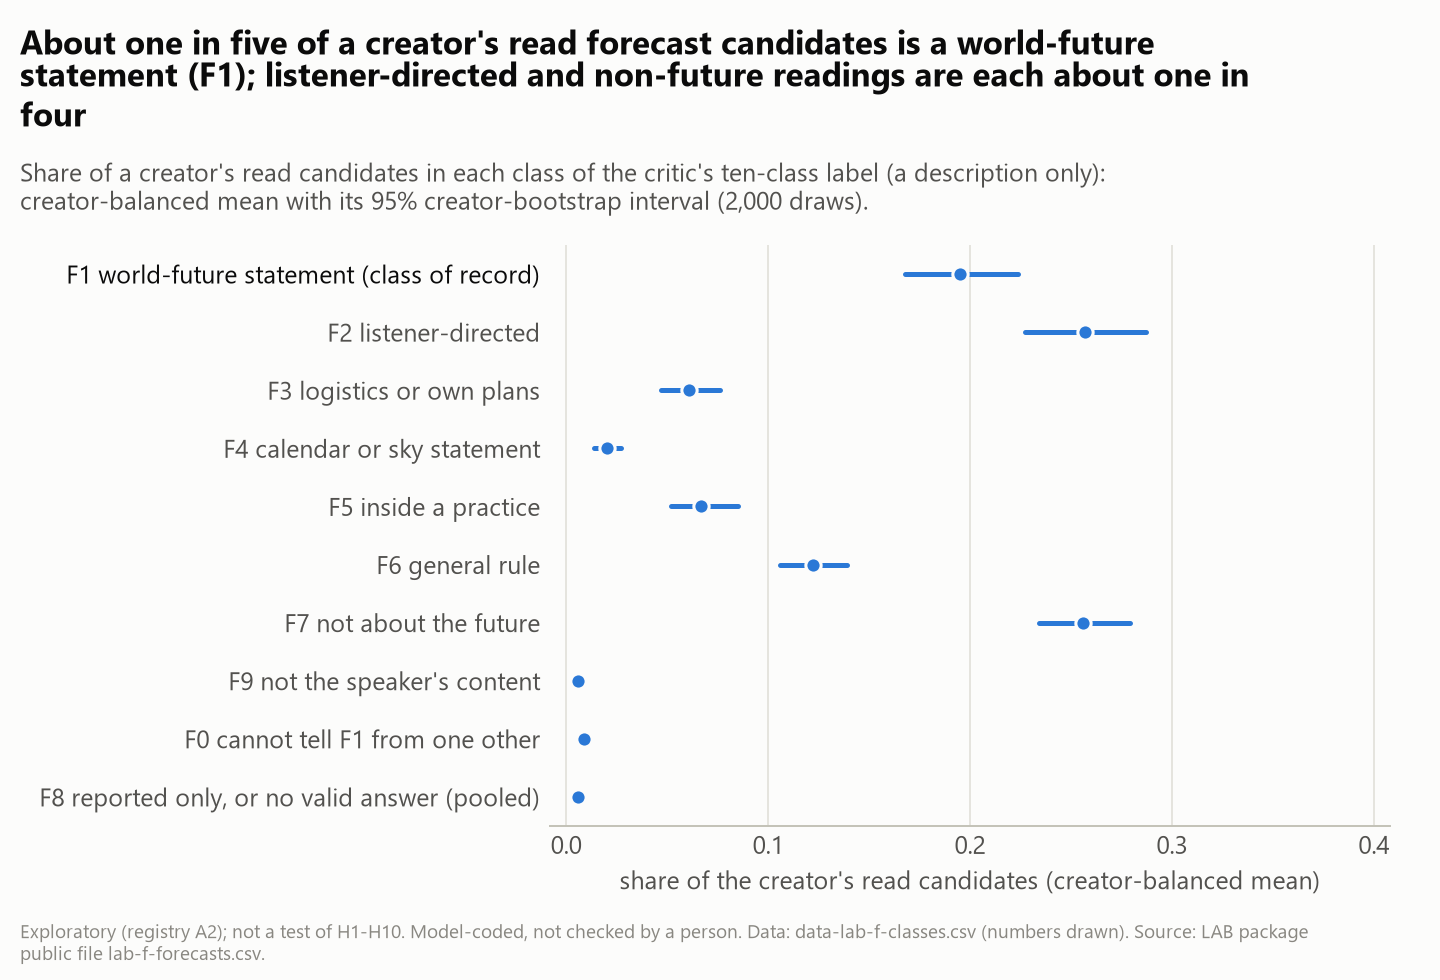 About one in five of a creator's read forecast candidates is a world-future
statement (F1); listener-directed and non-future readings are each about one in
four
Share of a creator's read candidates in each class of the critic's ten-class label (a description only):
creator-balanced mean with its 95% creator-bootstrap interval (2,000 draws).
F1 world-future statement (class of record)
F2 listener-directed
F3 logistics or own plans
F4 calendar or sky statement
F5 inside a practice
F6 general rule
F7 not about the future
F9 not the speaker's content
F0 cannot tell F1 from one other
F8 reported only, or no valid answer (pooled)
0.0 0.1 0.2 0.3 0.4
share of the creator's read candidates (creator-balanced mean)
Exploratory (registry A2); not a test of H1-H10. Model-coded, not checked by a person. Data: data-lab-f-classes.csv (numbers drawn). Source: LAB package
public file lab-f-forecasts.csv.